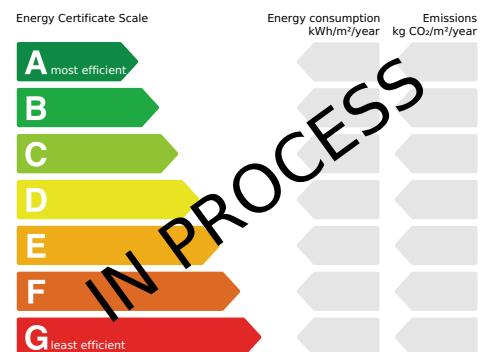 Energy Certificate Scale
Energy consumption
kWh/m²/year
Emissions
kg CO₂/m²/year
A most efficient
B
C
D
E
F
G least efficient
IN PROCESS